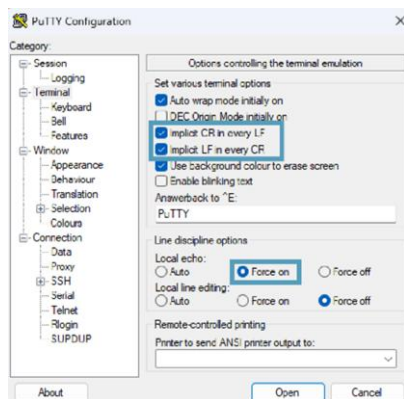 PuTTY Configuration
Category:
Session
Logging
Terminal
Keyboard
Bell
Features
Window
Appearance
Behaviour
Translation
Selection
Colours
Connection
Data
Proxy
SSH
Serial
Telnet
Rlogin
SUPDUP
Options controlling the terminal emulation
Set various terminal options
Auto wrap mode initially on
DEC Origin Mode initially on
Implicit CR in every LF
Implicit LF in every CR
Use background colour to erase screen
Enable blinking text
Answerback to ^E:
PuTTY
Line discipline options
Local echo:
Auto Force on Force off
Local line editing:
Auto Force on Force off
Remote-controlled printing
Printer to send ANSI printer output to:
About Open Cancel